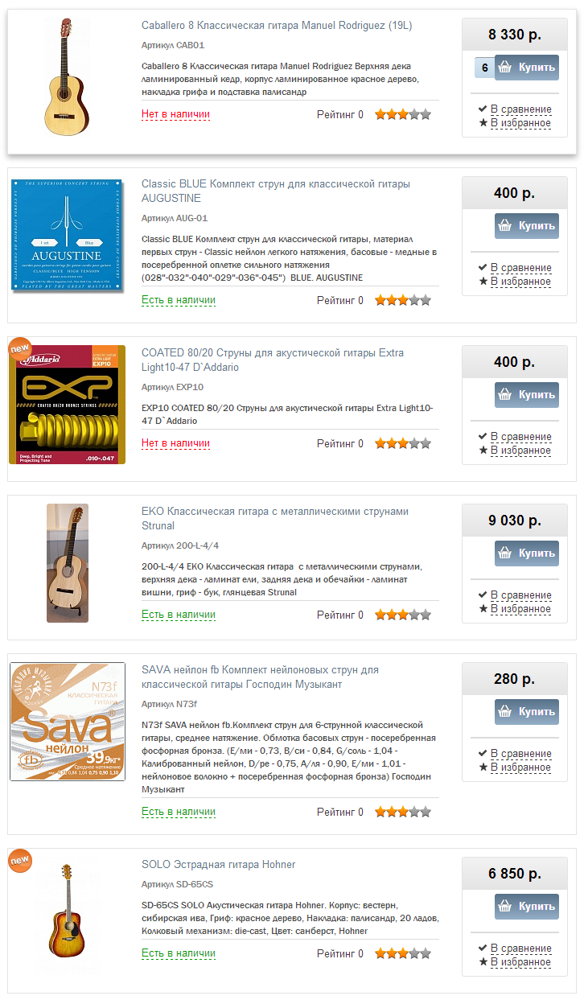 Caballero 8 Классическая гитара Manuel Rodriguez (19L)
Артикул CAB01
Caballero 8 Классическая гитара Manuel Rodriguez Верхняя дека
ламинированный кедр, корпус ламинированное красное дерево,
накладка грифа и подставка палисандр
Нет в наличии
Рейтинг 0
8 330 р.
6 Купить
В сравнение
В избранное
THE SUPERIOR CONCERT STRING
1 set
Blue
AUGUSTINE
CLASSIC/BLUE HIGH TENSION
PLAYED BY THE GREAT MASTERS
Classic BLUE Комплект струн для классической гитары
AUGUSTINE
Артикул AUG-01
Classic BLUE Комплект струн для классической гитары, материал
первых струн - Classic нейлон легкого натяжения, басовые - медные в
посеребренной оплетке сильного натяжения
(028"-032"-040"-029"-036"-045") BLUE. AUGUSTINE
Есть в наличии
Рейтинг 0
400 р.
Купить
В сравнение
В избранное
new
D'Addario
EXTRA LIGHT
EXP10
EXP
COATED 80/20 BRONZE STRINGS
Deep, Bright and
Projecting Tone
.010-.047
COATED 80/20 Струны для акустической гитары Extra
Light10-47 D`Addario
Артикул EXP10
EXP10 COATED 80/20 Струны для акустической гитары Extra Light10-
47 D`Addario
Нет в наличии
Рейтинг 0
400 р.
Купить
В сравнение
В избранное
EKO Классическая гитара с металлическими струнами
Strunal
Артикул 200-L-4/4
200-L-4/4 EKO Классическая гитара с металлическими струнами,
верхняя дека - ламинат ели, задняя дека и обечайки - ламинат
вишни, гриф - бук, глянцевая Strunal
Есть в наличии
Рейтинг 0
9 030 р.
Купить
В сравнение
В избранное
ГОСПОДИН МУЗЫКАНТ
МОСКВА
N73f
КЛАССИЧЕСКАЯ
ГИТАРА
Sava®
нейлон
fb
39,9кг*
Среднее натяжение
SAVA нейлон fb Комплект нейлоновых струн для
классической гитары Господин Музыкант
Артикул N73f
N73f SAVA нейлон fb.Комплект струн для 6-струнной классической
гитары, среднее натяжение. Обмотка басовых струн - посеребренная
фосфорная бронза. (E/ми - 0,73, B/си - 0,84, G/соль - 1,04 -
Калиброванный нейлон, D/ре - 0,75, A/ля - 0,90, E/ми - 1,01 -
нейлоновое волокно + посеребренная фосфорная бронза) Господин
Музыкант
Есть в наличии
Рейтинг 0
280 р.
Купить
В сравнение
В избранное
new
SOLO Эстрадная гитара Hohner
Артикул SD-65CS
SD-65CS SOLO Акустическая гитара Hohner. Корпус: вестерн,
сибирская ива, Гриф: красное дерево, Накладка: палисандр, 20 ладов,
Колковый механизм: die-cast, Цвет: санберст, Hohner
Есть в наличии
Рейтинг 0
6 850 р.
Купить
В сравнение
В избранное